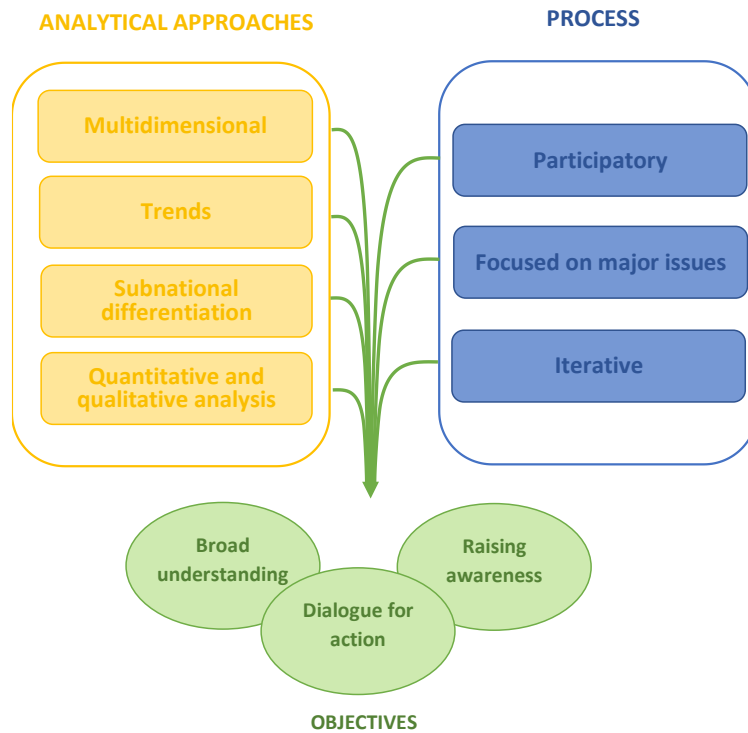 ANALYTICAL APPROACHES
Multidimensional
Trends
Subnational
differentiation
Quantitative and
qualitative analysis
PROCESS
Participatory
Focused on major issues
Iterative
Broad
understanding
Dialogue for
action
Raising
awareness
OBJECTIVES